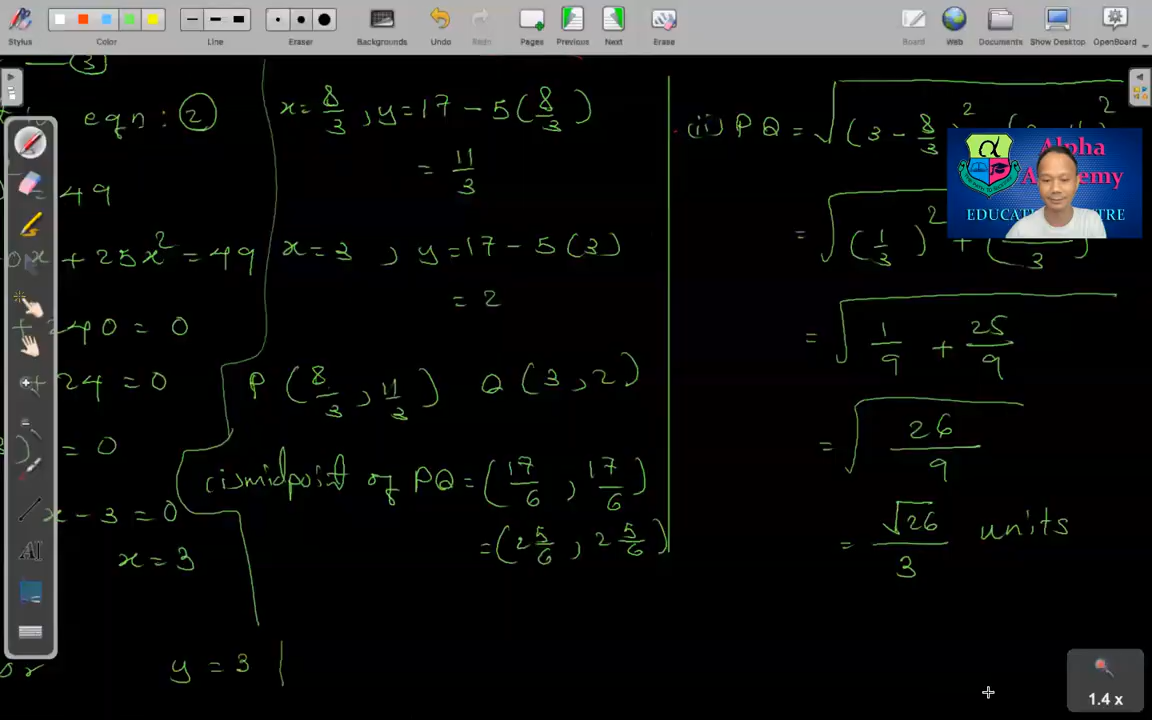 Stylus Color Line Eraser Backgrounds Undo Redo Pages Previous Next Erase Board Web Documents Show Desktop OpenBoard
(3)
eqn: (2)
= 49
x + 25x² = 49
+ 240 = 0
+ 24 = 0
= 0
x - 3 = 0
x = 3
or
y = 3
x = 8/3, y = 17 - 5(8/3)
= 11/3
x = 3, y = 17 - 5(3)
= 2
P (8/3, 11/3) Q (3, 2)
(i) midpoint of PQ = (17/6, 17/6)
= (2 5/6, 2 5/6)
(ii) PQ = √(3 - 8/3)²
= √(1/3)² +
= √1/9 + 25/9
= √26/9
= √26/3 units
α Alpha
Academy
EDUCATION CENTRE
1.4 x